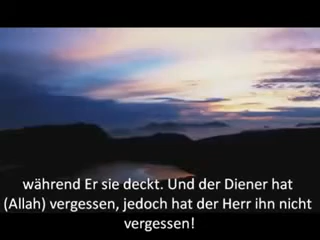 während Er sie deckt. Und der Diener hat
(Allah) vergessen, jedoch hat der Herr ihn nicht
vergessen!